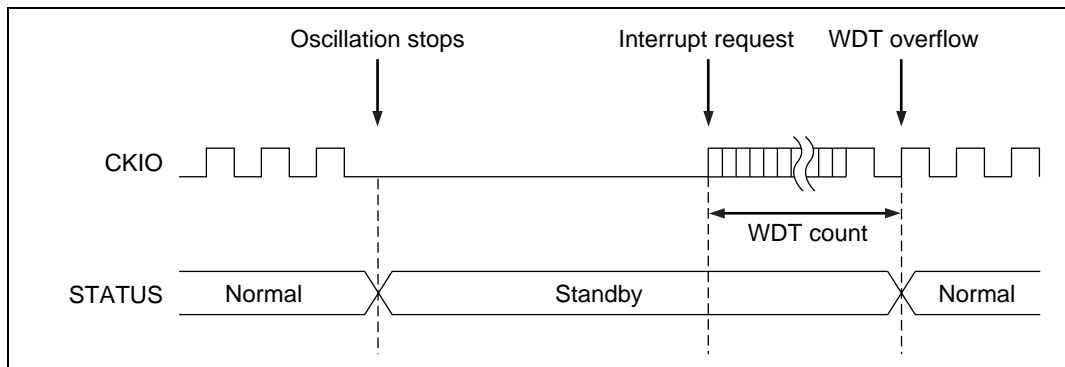 Oscillation stops Interrupt request WDT overflow
CKIO
WDT count
STATUS Normal Standby Normal